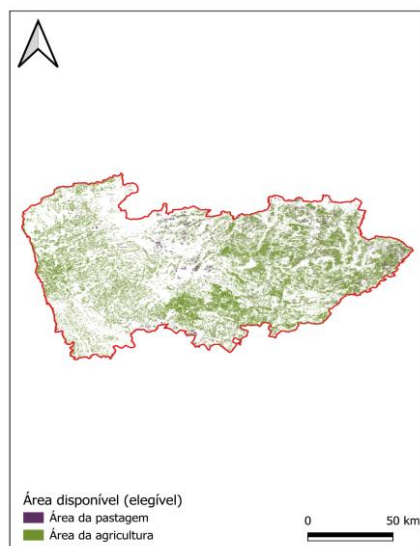 Área disponível (elegível)
Área da pastagem
Área da agricultura
0 50 km